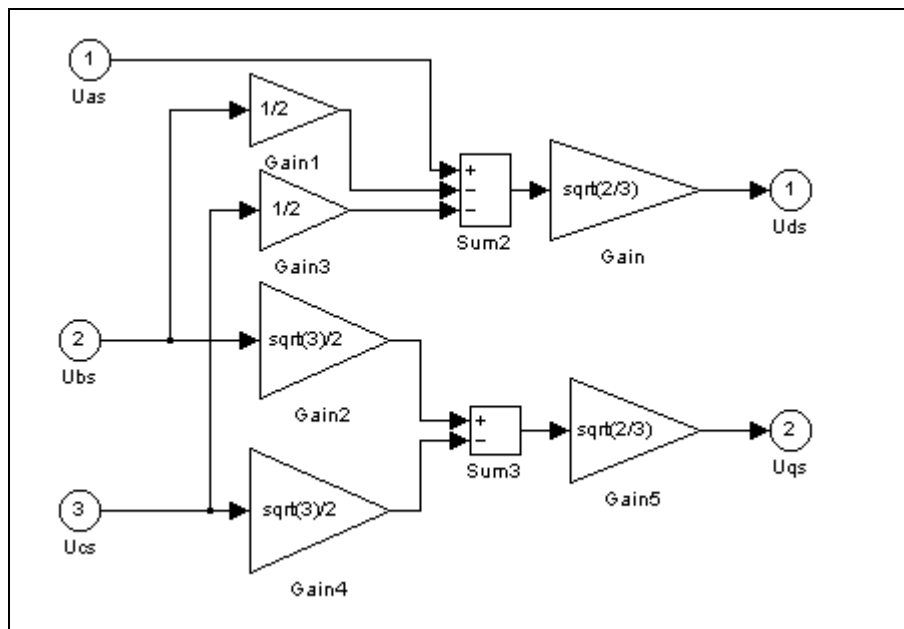 1
Uas
1/2
Gain1
1/2
Gain3
+
−
−
Sum2
sqrt(2/3)
Gain
1
Uds
2
Ubs
sqrt(3)/2
Gain2
+
−
Sum3
sqrt(2/3)
Gain5
2
Uqs
3
Ucs
sqrt(3)/2
Gain4